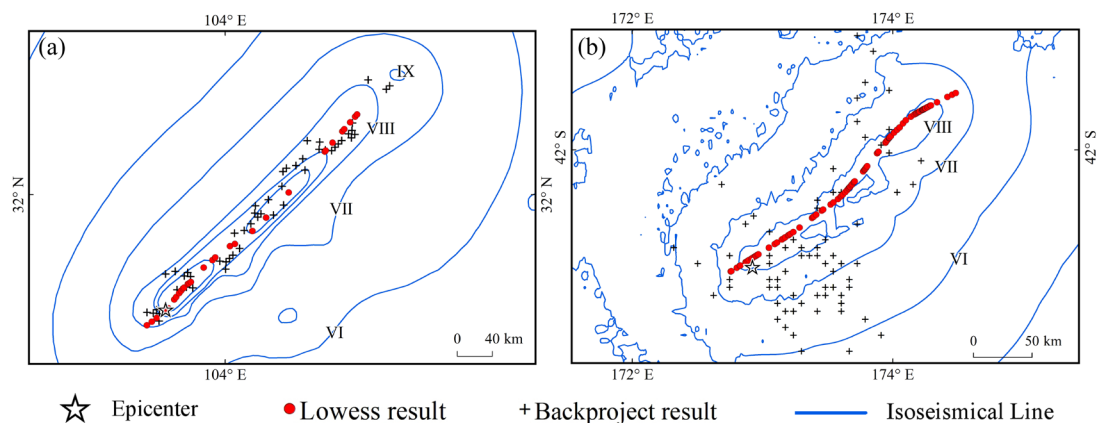 104° E
172° E
174° E
(a)
(b)
IX
VIII
VII
VI
32° N
0 40 km
104° E
VIII
VII
VI
42° S
42° S
32° N
0 50 km
172° E
174° E
Epicenter
Lowess result
Backproject result
Isoseismical Line